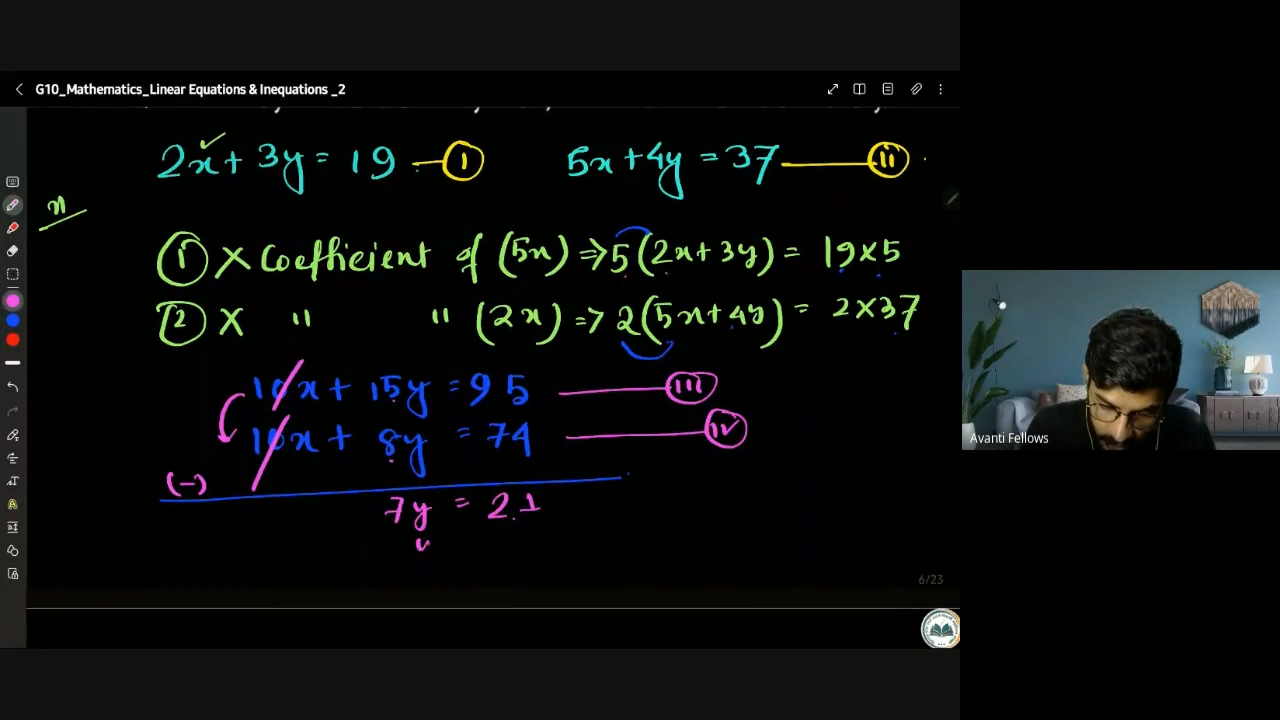 G10_Mathematics_Linear Equations & Inequations _2
2x + 3y = 19 — I 5x + 4y = 37 — II
x
① × Coefficient of (5x) ⇒ 5(2x + 3y) = 19 × 5
② × " " (2x) ⇒ 2(5x + 4y) = 2 × 37
10x + 15y = 95 — III
10x + 8y = 74 — IV
(-)
7y = 21
6/23
Avanti Fellows